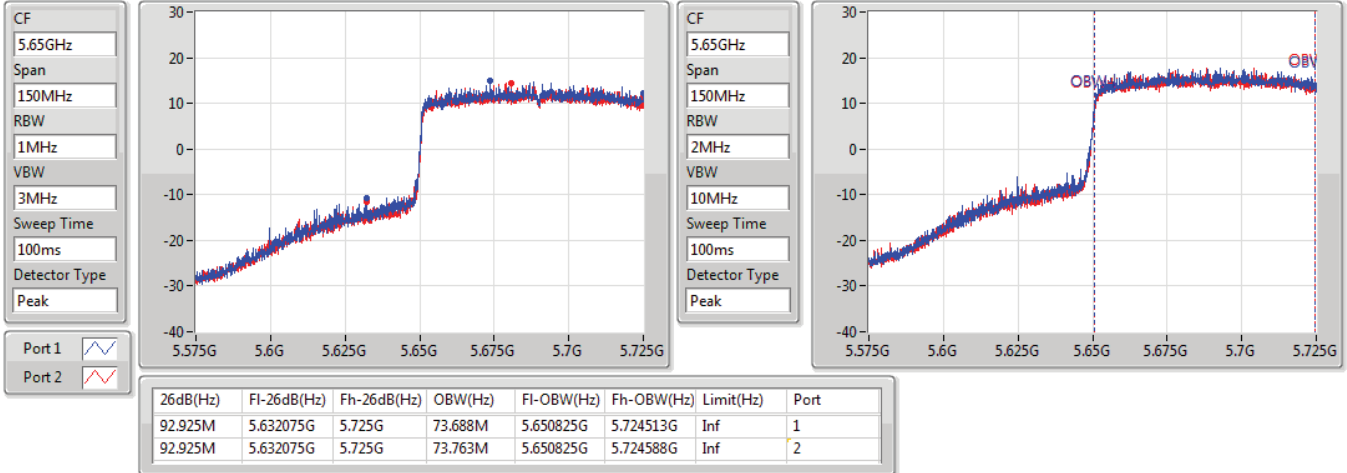 CF
5.65GHz
Span
150MHz
RBW
1MHz
VBW
3MHz
Sweep Time
100ms
Detector Type
Peak
30
20
10
0
-10
-20
-30
-40
5.575G 5.6G 5.625G 5.65G 5.675G 5.7G 5.725G
CF
5.65GHz
Span
150MHz
RBW
2MHz
VBW
10MHz
Sweep Time
100ms
Detector Type
Peak
30
20
10
0
-10
-20
-30
-40
OBW
OBW
5.575G 5.6G 5.625G 5.65G 5.675G 5.7G 5.725G
Port 1
Port 2
26dB(Hz) Fl-26dB(Hz) Fh-26dB(Hz) OBW(Hz) Fl-OBW(Hz) Fh-OBW(Hz) Limit(Hz) Port
92.925M 5.632075G 5.725G 73.688M 5.650825G 5.724513G Inf 1
92.925M 5.632075G 5.725G 73.763M 5.650825G 5.724588G Inf 2